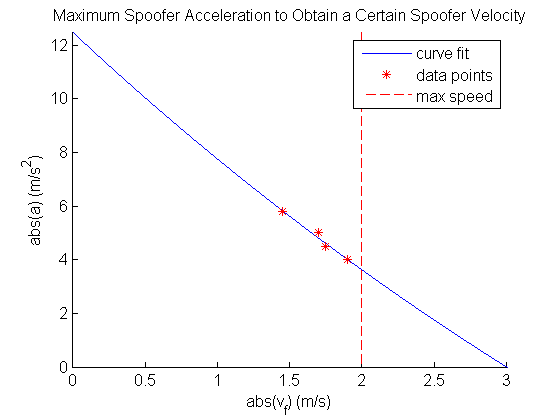 Maximum Spoofer Acceleration to Obtain a Certain Spoofer Velocity
curve fit
data points
max speed
12
10
8
6
4
2
0
abs(a) (m/s²)
0 0.5 1 1.5 2 2.5 3
abs(v_f) (m/s)